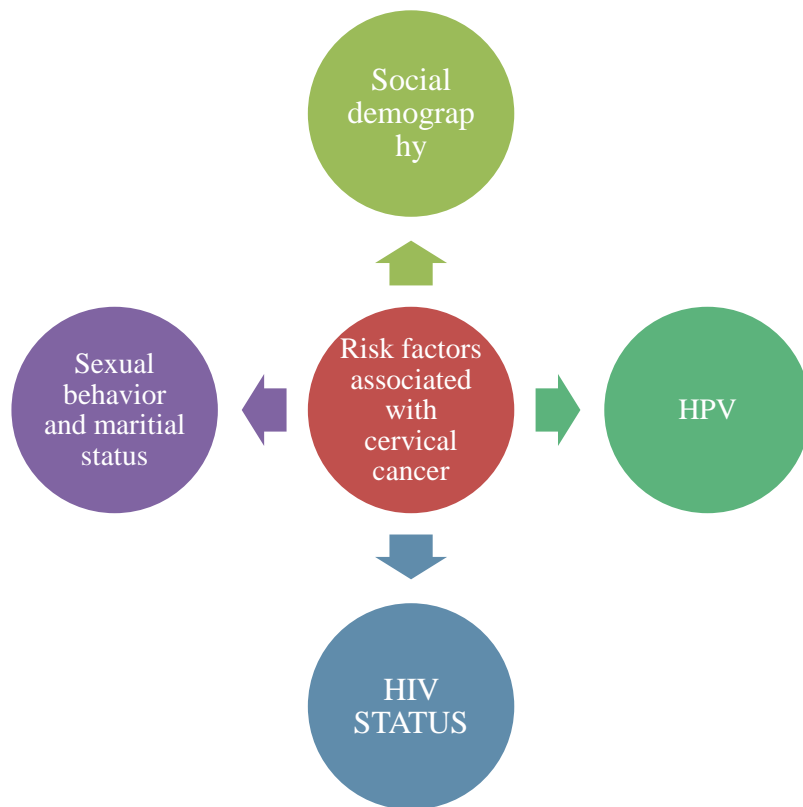 Social
demograp
hy
Sexual
behavior
and maritial
status
Risk factors
associated
with
cervical
cancer
HPV
HIV
STATUS